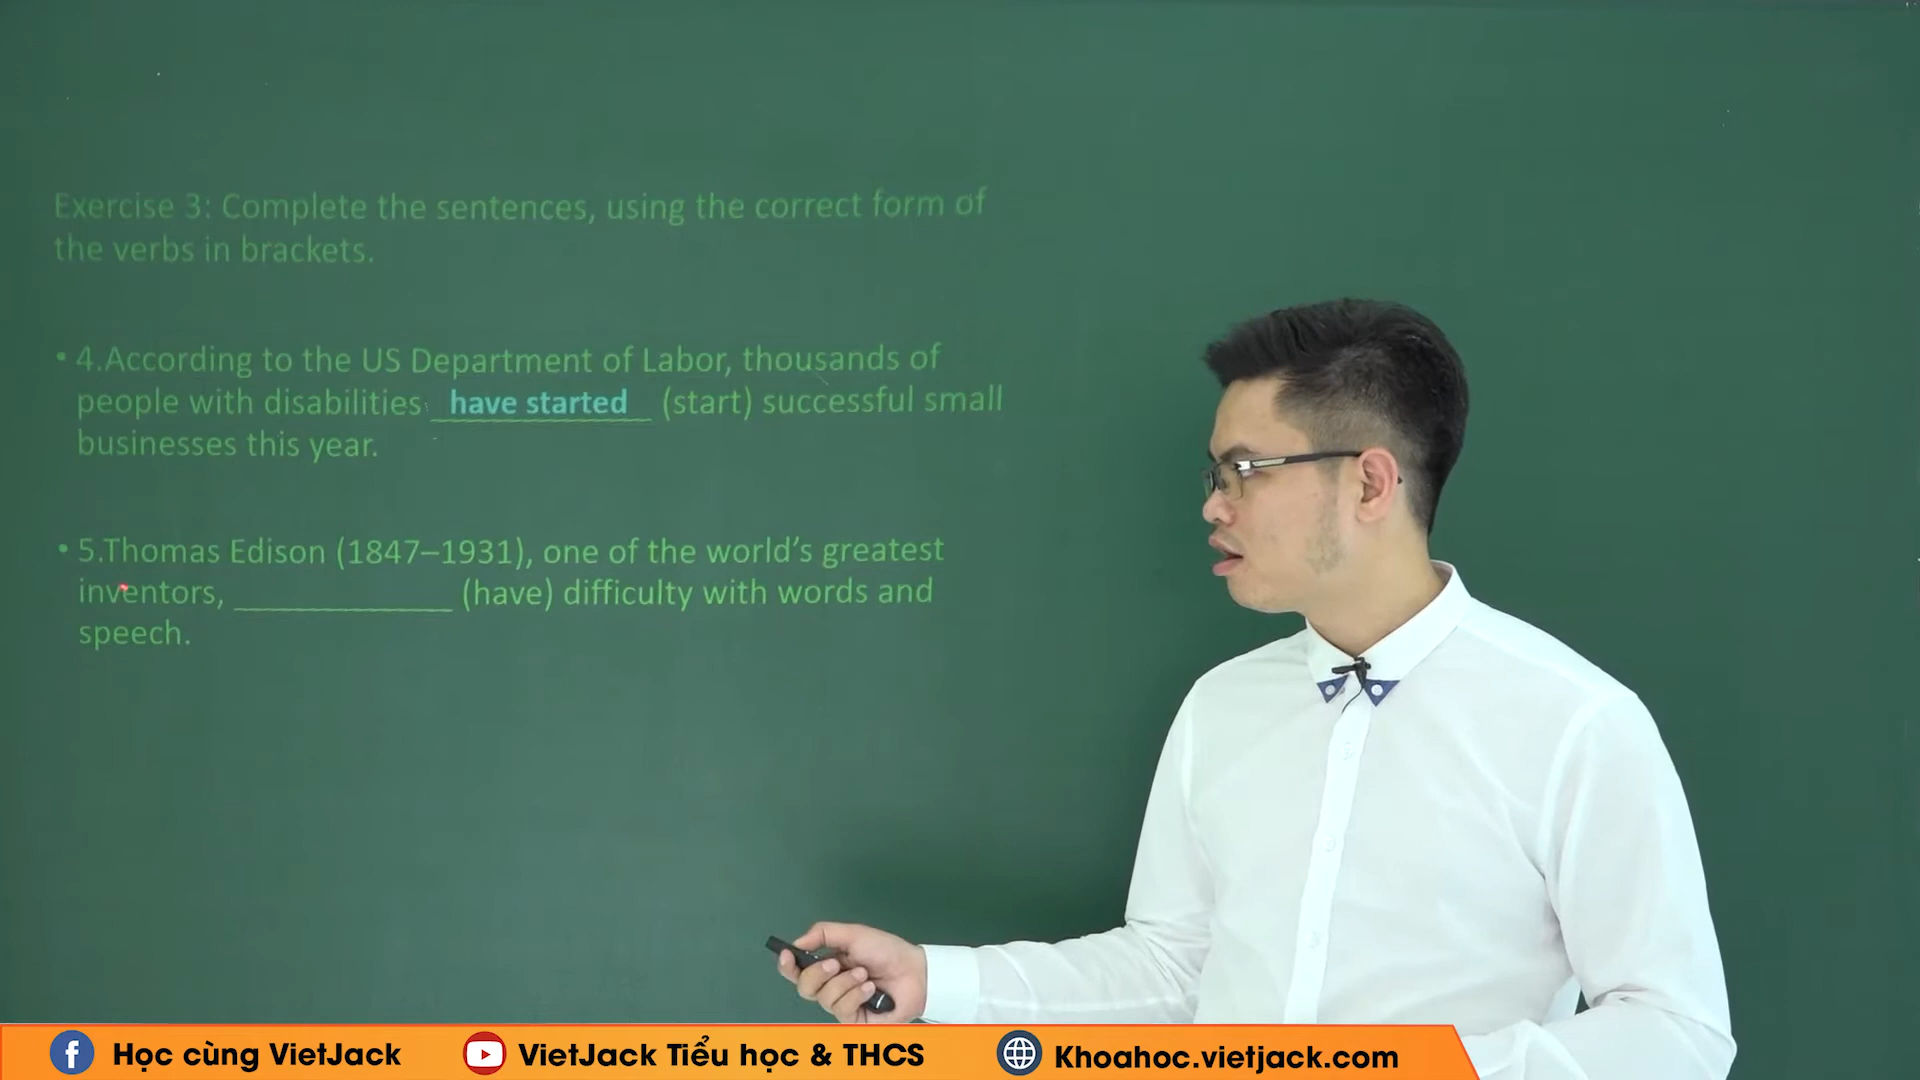 Exercise 3: Complete the sentences, using the correct form of
the verbs in brackets.
• 4.According to the US Department of Labor, thousands of
people with disabilities have started (start) successful small
businesses this year.
• 5.Thomas Edison (1847–1931), one of the world's greatest
inventors, ____________ (have) difficulty with words and
speech.
Học cùng VietJack
VietJack Tiểu học & THCS
Khoahoc.vietjack.com